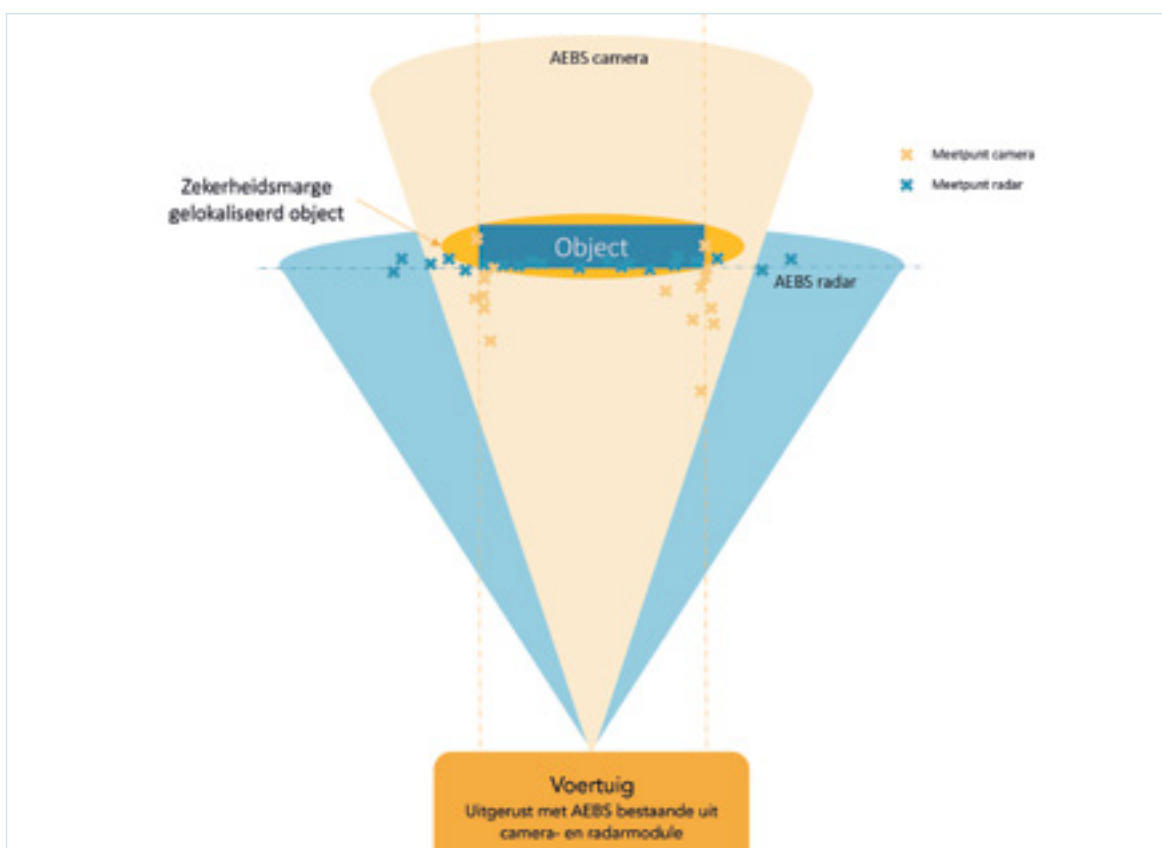 AEBS camera
Meetpunt camera
Meetpunt radar
Zekerheidsmarge
gelokaliseerd object
Object
AEBS radar
Voertuig
Uitgerust met AEBS bestaande uit
camera- en radarmodule